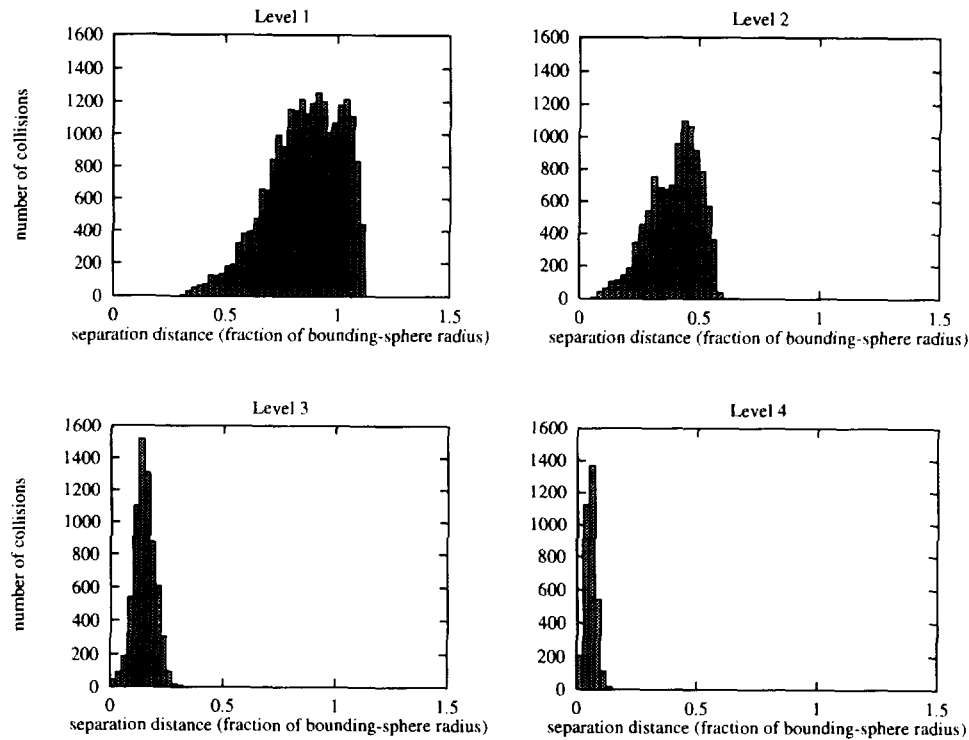 Level 1
1600
1400
1200
1000
800
600
400
200
0
number of collisions
0 0.5 1 1.5
separation distance (fraction of bounding-sphere radius)
Level 2
1600
1400
1200
1000
800
600
400
200
0
0 0.5 1 1.5
separation distance (fraction of bounding-sphere radius)
Level 3
1600
1400
1200
1000
800
600
400
200
0
number of collisions
0 0.5 1 1.5
separation distance (fraction of bounding-sphere radius)
Level 4
1600
1400
1200
1000
800
600
400
200
0
0 0.5 1 1.5
separation distance (fraction of bounding-sphere radius)